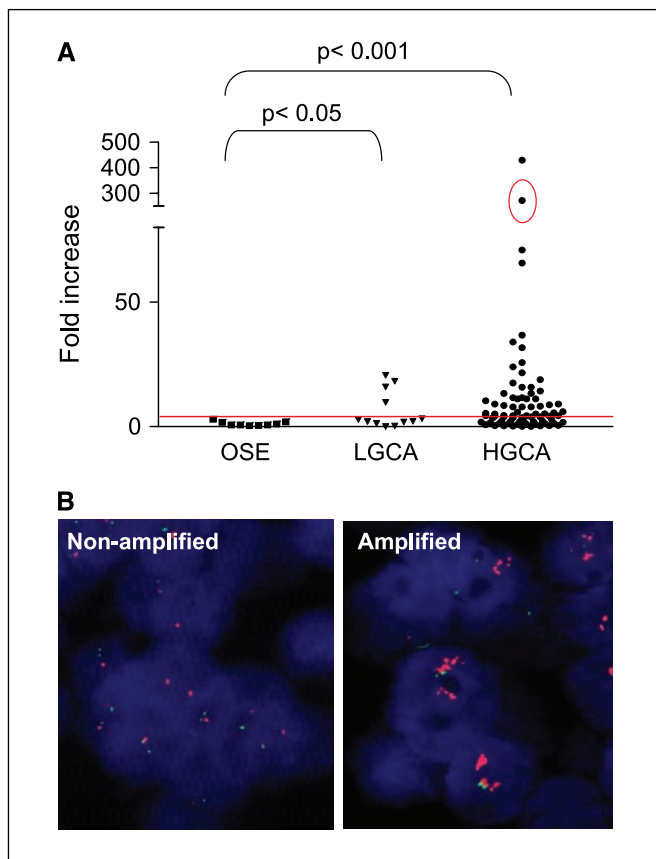 A
p< 0.001
p< 0.05
500
400
300
50
0
Fold increase
OSE LGCA HGCA
B
Non-amplified Amplified